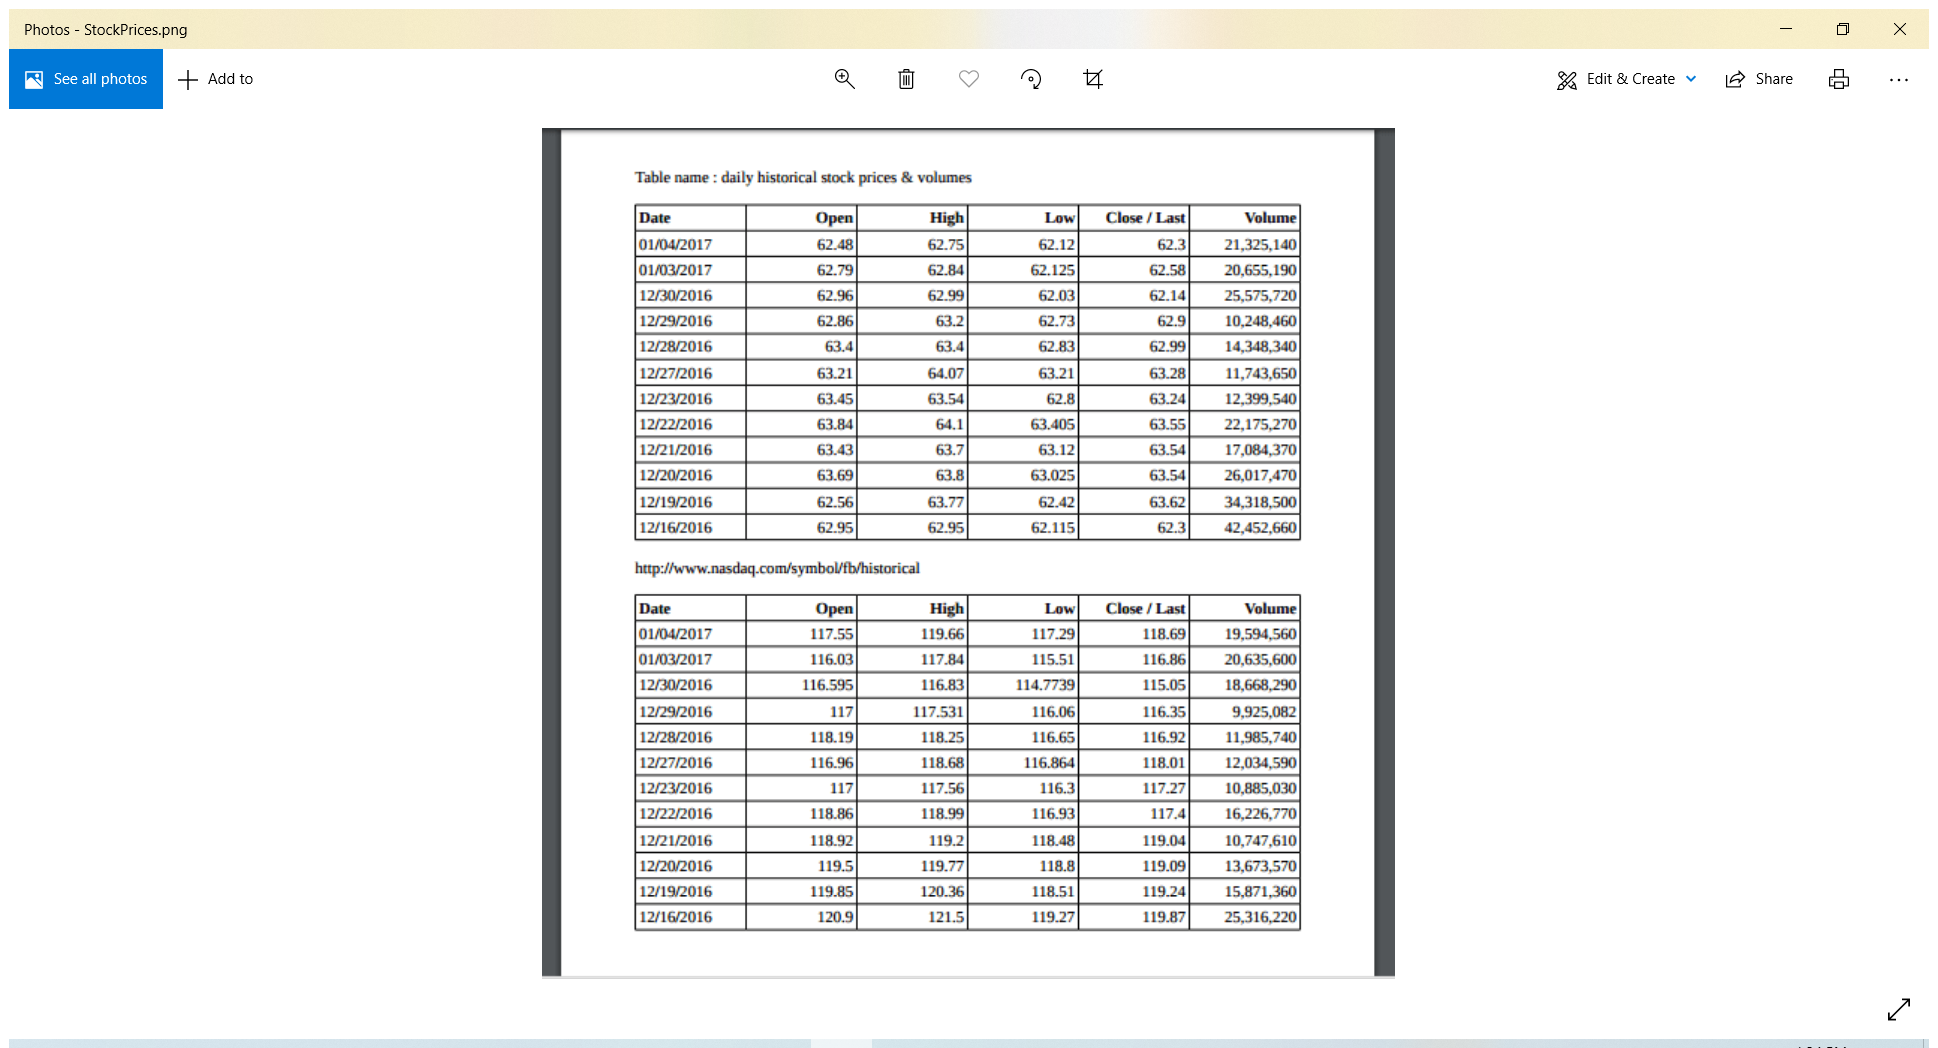 Photos - StockPrices.png
See all photos Add to Edit & Create Share
Table name : daily historical stock prices & volumes
Date Open High Low Close / Last Volume
01/04/2017 62.48 62.75 62.12 62.3 21,325,140
01/03/2017 62.79 62.84 62.125 62.58 20,655,190
12/30/2016 62.96 62.99 62.03 62.14 25,575,720
12/29/2016 62.86 63.2 62.73 62.9 10,248,460
12/28/2016 63.4 63.4 62.83 62.99 14,348,340
12/27/2016 63.21 64.07 63.21 63.28 11,743,650
12/23/2016 63.45 63.54 62.8 63.24 12,399,540
12/22/2016 63.84 64.1 63.405 63.55 22,175,270
12/21/2016 63.43 63.7 63.12 63.54 17,084,370
12/20/2016 63.69 63.8 63.025 63.54 26,017,470
12/19/2016 62.56 63.77 62.42 63.62 34,318,500
12/16/2016 62.95 62.95 62.115 62.3 42,452,660
http://www.nasdaq.com/symbol/fb/historical
Date Open High Low Close / Last Volume
01/04/2017 117.55 119.66 117.29 118.69 19,594,560
01/03/2017 116.03 117.84 115.51 116.86 20,635,600
12/30/2016 116.595 116.83 114.7739 115.05 18,668,290
12/29/2016 117 117.531 116.06 116.35 9,925,082
12/28/2016 118.19 118.25 116.65 116.92 11,985,740
12/27/2016 116.96 118.68 116.864 118.01 12,034,590
12/23/2016 117 117.56 116.3 117.27 10,885,030
12/22/2016 118.86 118.99 116.93 117.4 16,226,770
12/21/2016 118.92 119.2 118.48 119.04 10,747,610
12/20/2016 119.5 119.77 118.8 119.09 13,673,570
12/19/2016 119.85 120.36 118.51 119.24 15,871,360
12/16/2016 120.9 121.5 119.27 119.87 25,316,220